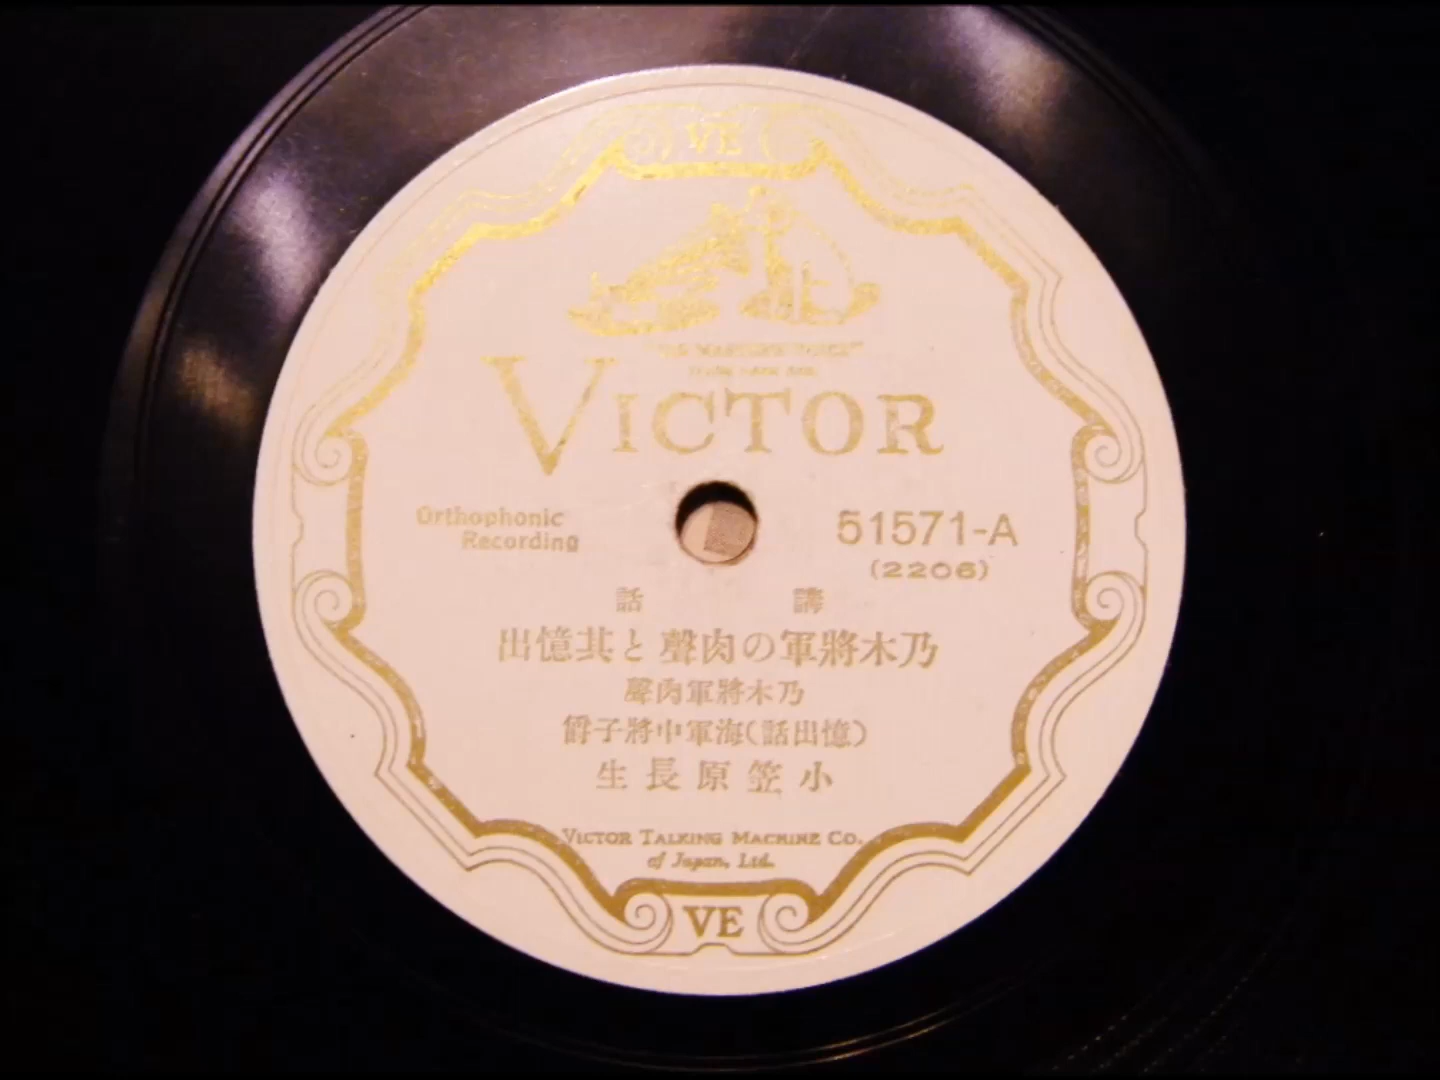 VE
"HIS MASTER'S VOICE"
VICTOR
Orthophonic
Recording
51571-A
(2206)
講話
乃木將軍の肉聲と其憶出
乃木將軍肉聲
(憶出話)海軍中將子爵
小笠原長生
VICTOR TALKING MACHINE CO.
of Japan, Ltd.
VE